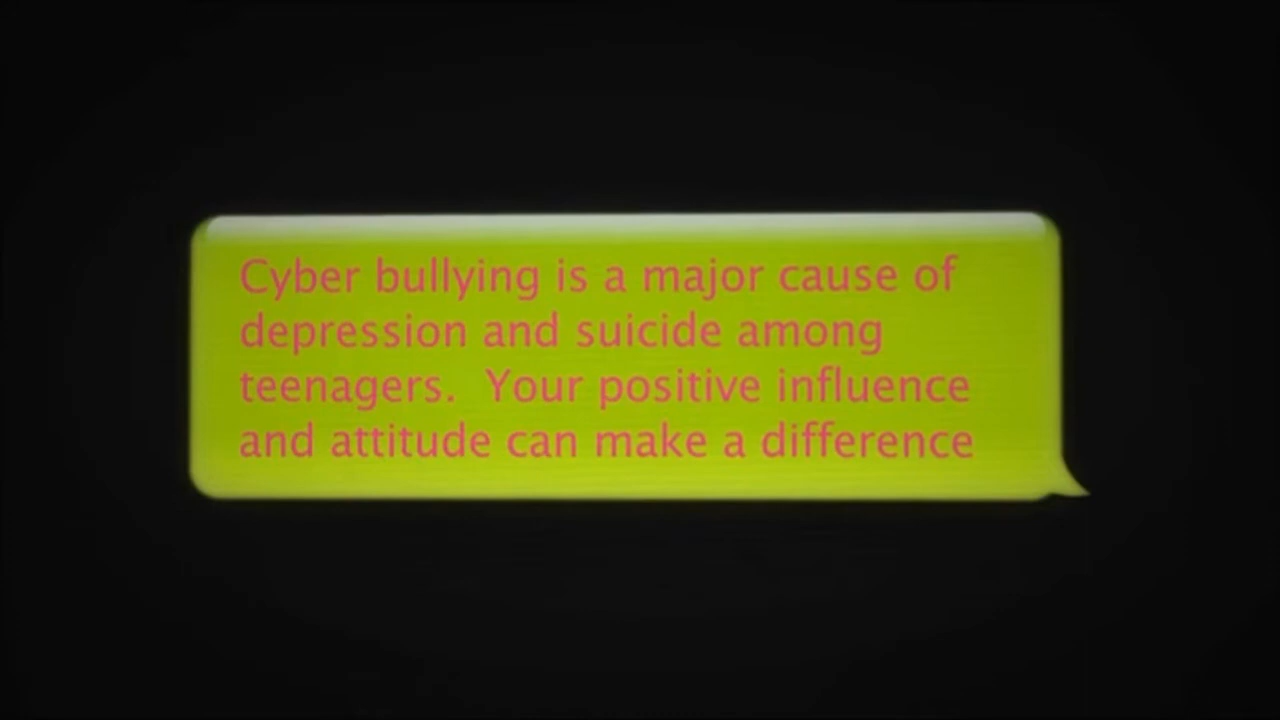 Cyber bullying is a major cause of
depression and suicide among
teenagers.  Your positive influence
and attitude can make a difference